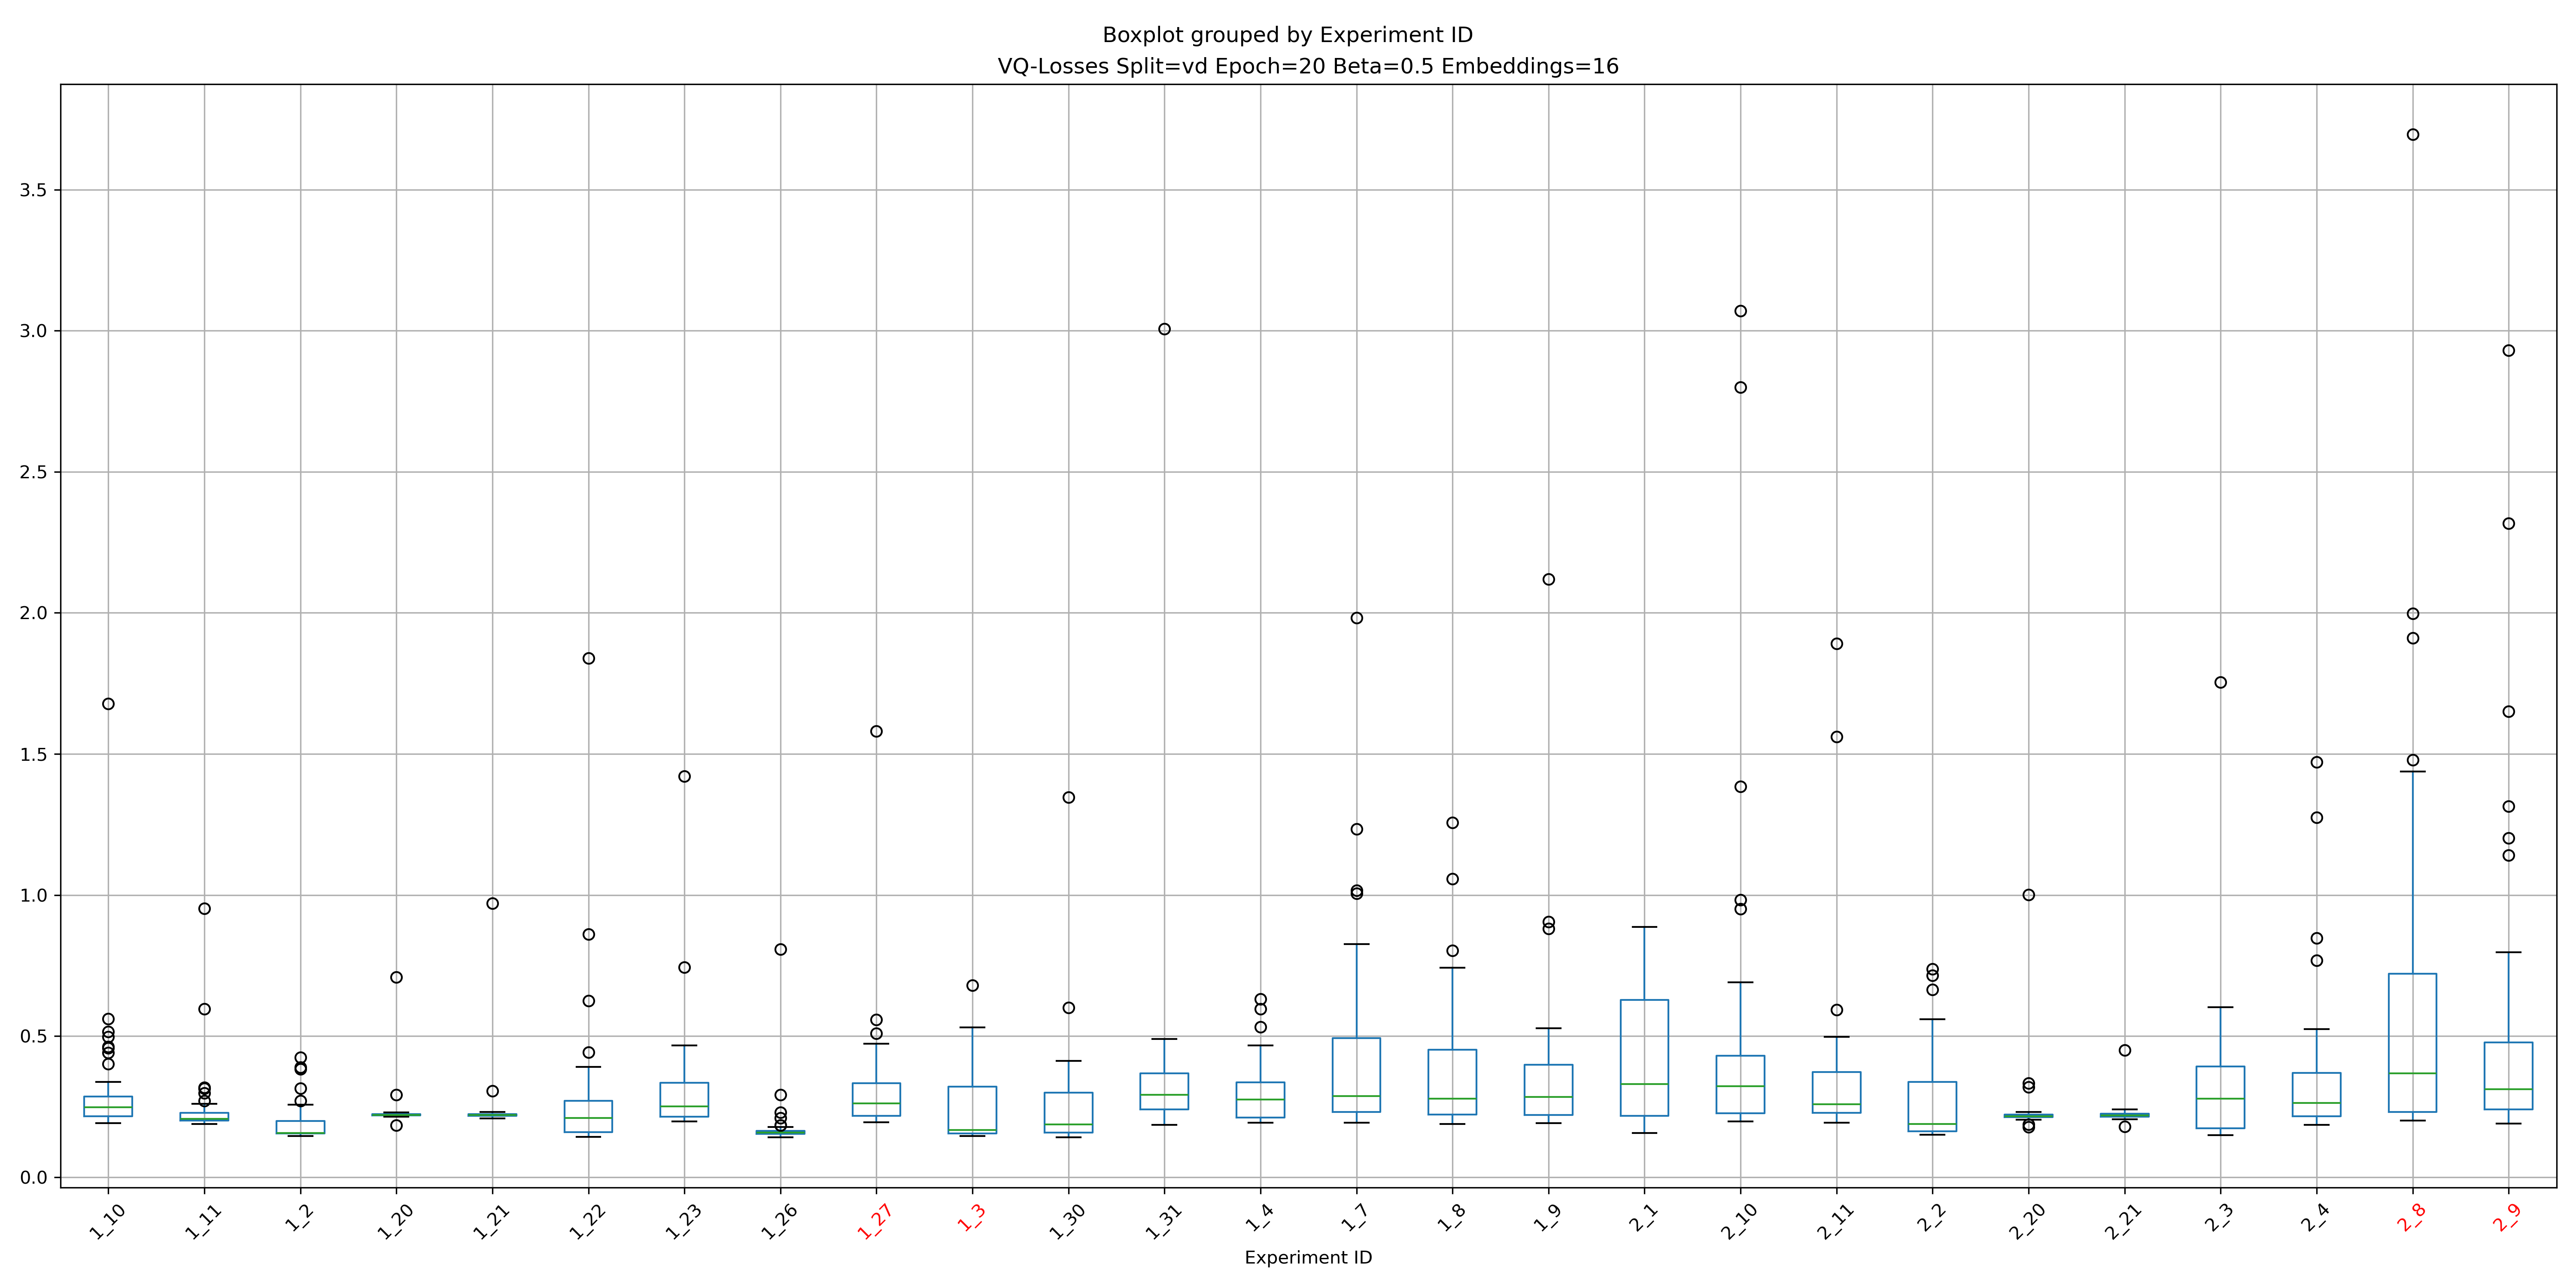 Boxplot grouped by Experiment ID
VQ-Losses Split=vd Epoch=20 Beta=0.5 Embeddings=16
3.5
3.0
2.5
2.0
1.5
1.0
0.5
0.0
1_10 1_11 1_2 1_20 1_21 1_22 1_23 1_26 1_27 1_3 1_30 1_31 1_4 1_7 1_8 1_9 2_1 2_10 2_11 2_2 2_20 2_21 2_3 2_4 2_8 2_9
Experiment ID